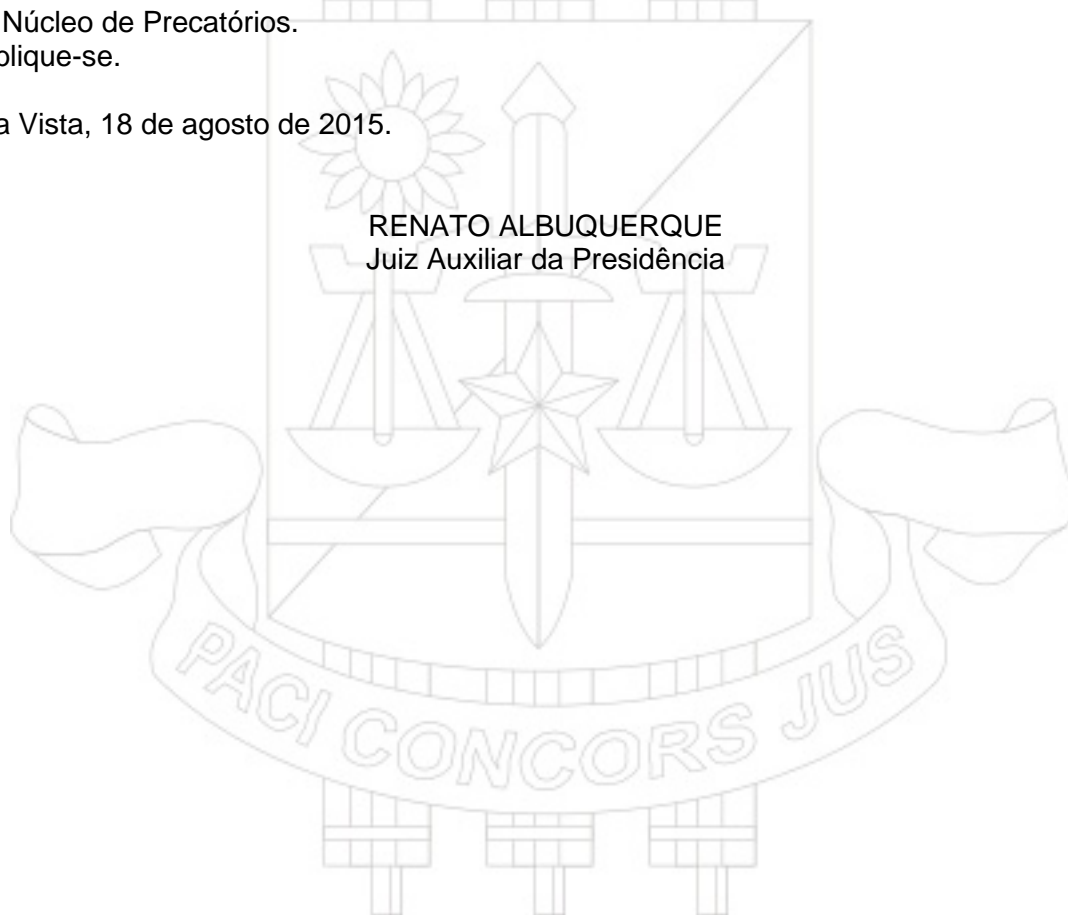 Núcleo de Precatórios.
plique-se.
a Vista, 18 de agosto de 2015.
RENATO ALBUQUERQUE
Juiz Auxiliar da Presidência
PACI CONCORS JUS